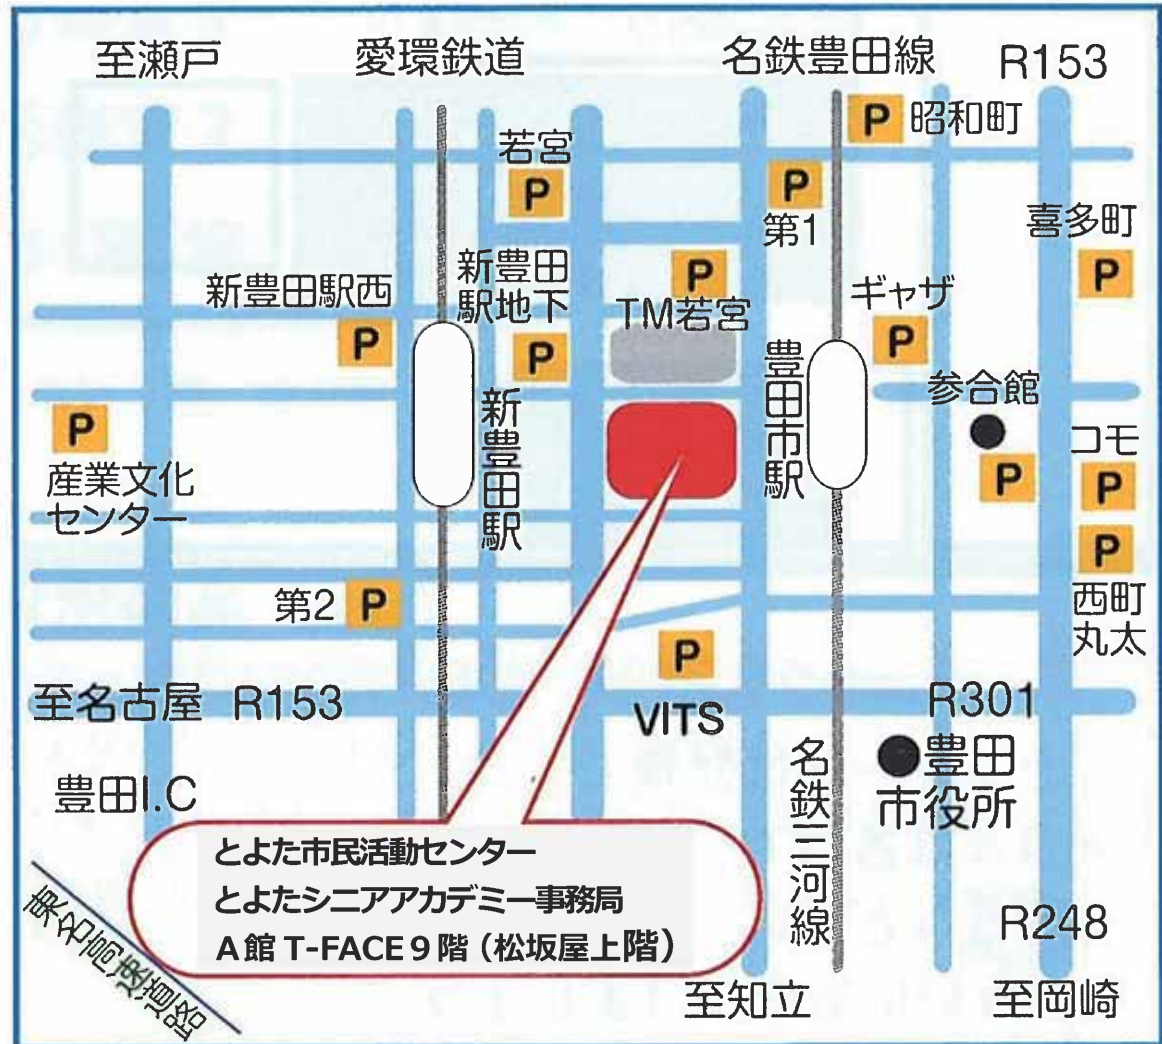 至瀬戸
愛環鉄道
名鉄豊田線
R153
P 昭和町
若宮
P
P
第1
喜多町
P
新豊田駅西
P
新豊田
駅地下
P
P
TM若宮
ギャザ
P
豊田市駅
新豊田駅
参合館
P
コモ
P
P
西町
丸太
P
産業文化
センター
第2 P
P
VITS
至名古屋 R153
R301
豊田
市役所
豊田I.C
名鉄三河線
とよた市民活動センター
とよたシニアアカデミー事務局
A館 T-FACE 9階（松坂屋上階）
東名高速道路
R248
至知立
至岡崎